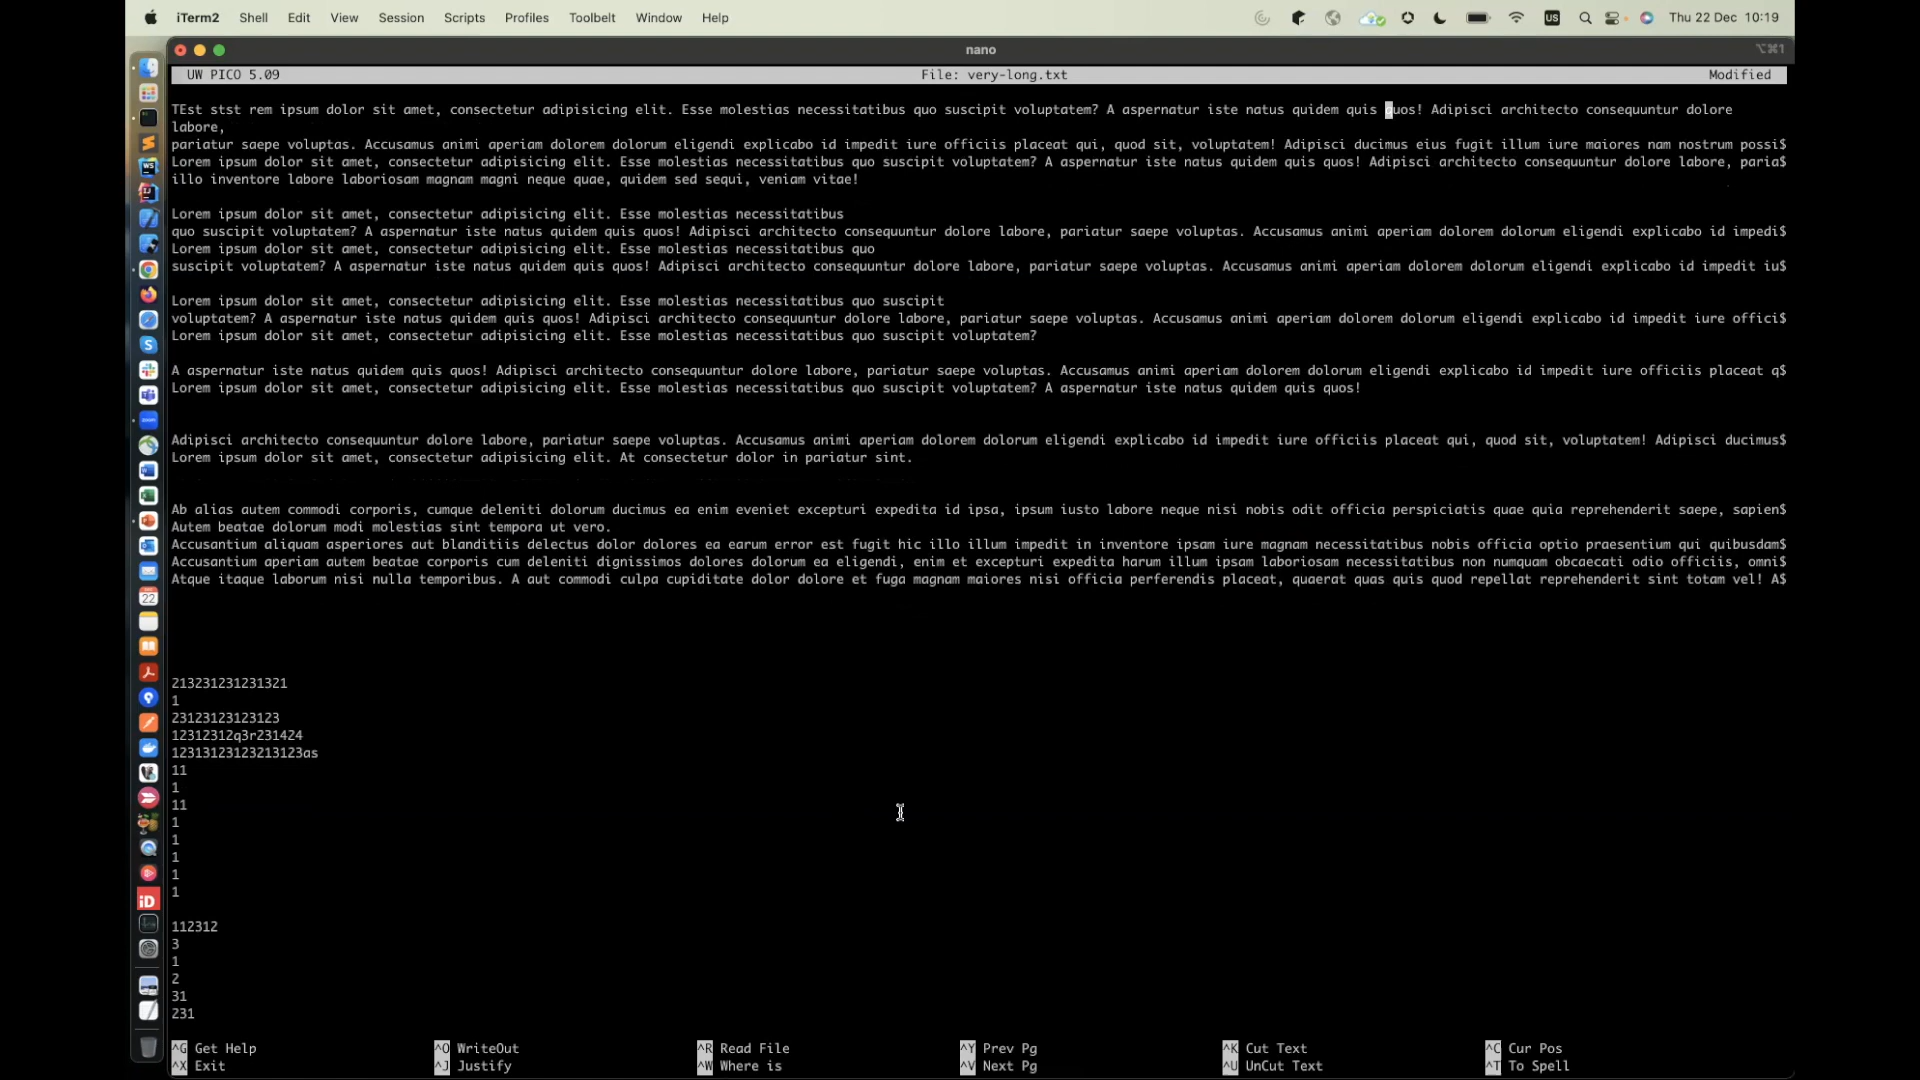 iTerm2 Shell Edit View Session Scripts Profiles Toolbelt Window Help US Thu 22 Dec 10:19
nano ⌥⌘1
UW PICO 5.09 File: very-long.txt Modified
TEst stst rem ipsum dolor sit amet, consectetur adipisicing elit. Esse molestias necessitatibus quo suscipit voluptatem? A aspernatur iste natus quidem quis quos! Adipisci architecto consequuntur dolore
labore,
pariatur saepe voluptas. Accusamus animi aperiam dolorem dolorum eligendi explicabo id impedit iure officiis placeat qui, quod sit, voluptatem! Adipisci ducimus eius fugit illum iure maiores nam nostrum possi$
Lorem ipsum dolor sit amet, consectetur adipisicing elit. Esse molestias necessitatibus quo suscipit voluptatem? A aspernatur iste natus quidem quis quos! Adipisci architecto consequuntur dolore labore, paria$
illo inventore labore laboriosam magnam magni neque quae, quidem sed sequi, veniam vitae!
Lorem ipsum dolor sit amet, consectetur adipisicing elit. Esse molestias necessitatibus
quo suscipit voluptatem? A aspernatur iste natus quidem quis quos! Adipisci architecto consequuntur dolore labore, pariatur saepe voluptas. Accusamus animi aperiam dolorem dolorum eligendi explicabo id impedi$
Lorem ipsum dolor sit amet, consectetur adipisicing elit. Esse molestias necessitatibus quo
suscipit voluptatem? A aspernatur iste natus quidem quis quos! Adipisci architecto consequuntur dolore labore, pariatur saepe voluptas. Accusamus animi aperiam dolorem dolorum eligendi explicabo id impedit iu$
Lorem ipsum dolor sit amet, consectetur adipisicing elit. Esse molestias necessitatibus quo suscipit
voluptatem? A aspernatur iste natus quidem quis quos! Adipisci architecto consequuntur dolore labore, pariatur saepe voluptas. Accusamus animi aperiam dolorem dolorum eligendi explicabo id impedit iure offici$
Lorem ipsum dolor sit amet, consectetur adipisicing elit. Esse molestias necessitatibus quo suscipit voluptatem?
A aspernatur iste natus quidem quis quos! Adipisci architecto consequuntur dolore labore, pariatur saepe voluptas. Accusamus animi aperiam dolorem dolorum eligendi explicabo id impedit iure officiis placeat q$
Lorem ipsum dolor sit amet, consectetur adipisicing elit. Esse molestias necessitatibus quo suscipit voluptatem? A aspernatur iste natus quidem quis quos!
Adipisci architecto consequuntur dolore labore, pariatur saepe voluptas. Accusamus animi aperiam dolorem dolorum eligendi explicabo id impedit iure officiis placeat qui, quod sit, voluptatem! Adipisci ducimus$
Lorem ipsum dolor sit amet, consectetur adipisicing elit. At consectetur dolor in pariatur sint.
Ab alias autem commodi corporis, cumque deleniti dolorum ducimus ea enim eveniet excepturi expedita id ipsa, ipsum iusto labore neque nisi nobis odit officia perspiciatis quae quia reprehenderit saepe, sapien$
Autem beatae dolorum modi molestias sint tempora ut vero.
Accusantium aliquam asperiores aut blanditiis delectus dolor dolores ea earum error est fugit hic illo illum impedit in inventore ipsam iure magnam necessitatibus nobis officia optio praesentium qui quibusdam$
Accusantium aperiam autem beatae corporis cum deleniti dignissimos dolores dolorum ea eligendi, enim et excepturi expedita harum illum ipsam laboriosam necessitatibus non numquam obcaecati odio officiis, omni$
Atque itaque laborum nisi nulla temporibus. A aut commodi culpa cupiditate dolor dolore et fuga magnam maiores nisi officia perferendis placeat, quaerat quas quis quod repellat reprehenderit sint totam vel! A$
213231231231321
1
23123123123123
12312312q3r231424
12313123123213123as
11
1
11
1
1
1
1
1
112312
3
1
2
31
231
^G Get Help ^O WriteOut ^R Read File ^Y Prev Pg ^K Cut Text ^C Cur Pos
^X Exit ^J Justify ^W Where is ^V Next Pg ^U UnCut Text ^T To Spell